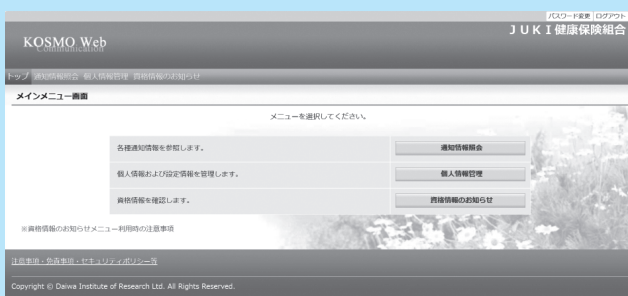 パスワード変更 | ログアウト
JUKI健康保険組合
KOSMO Web
Communication
トップ 通知情報照会 個人情報管理 資格情報のお知らせ
メインメニュー画面
メニューを選択してください。
各種通知情報を参照します。 通知情報照会
個人情報および設定情報を管理します。 個人情報管理
資格情報を確認します。 資格情報のお知らせ
※資格情報のお知らせメニュー利用時の注意事項
注意事項・免責事項・セキュリティポリシー等
Copyright © Daiwa Institute of Research Ltd. All Rights Reserved.